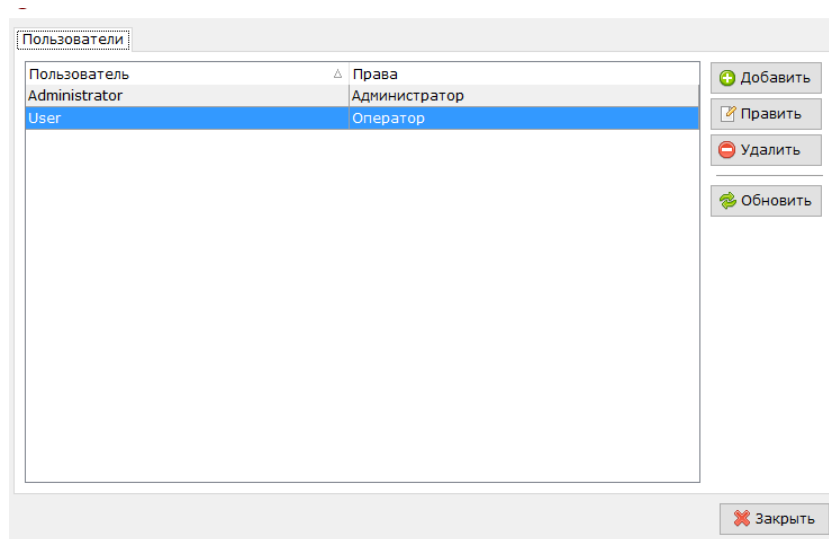 Пользователи
Пользователь Права
Administrator Администратор
User Оператор
Добавить
Править
Удалить
Обновить
Закрыть